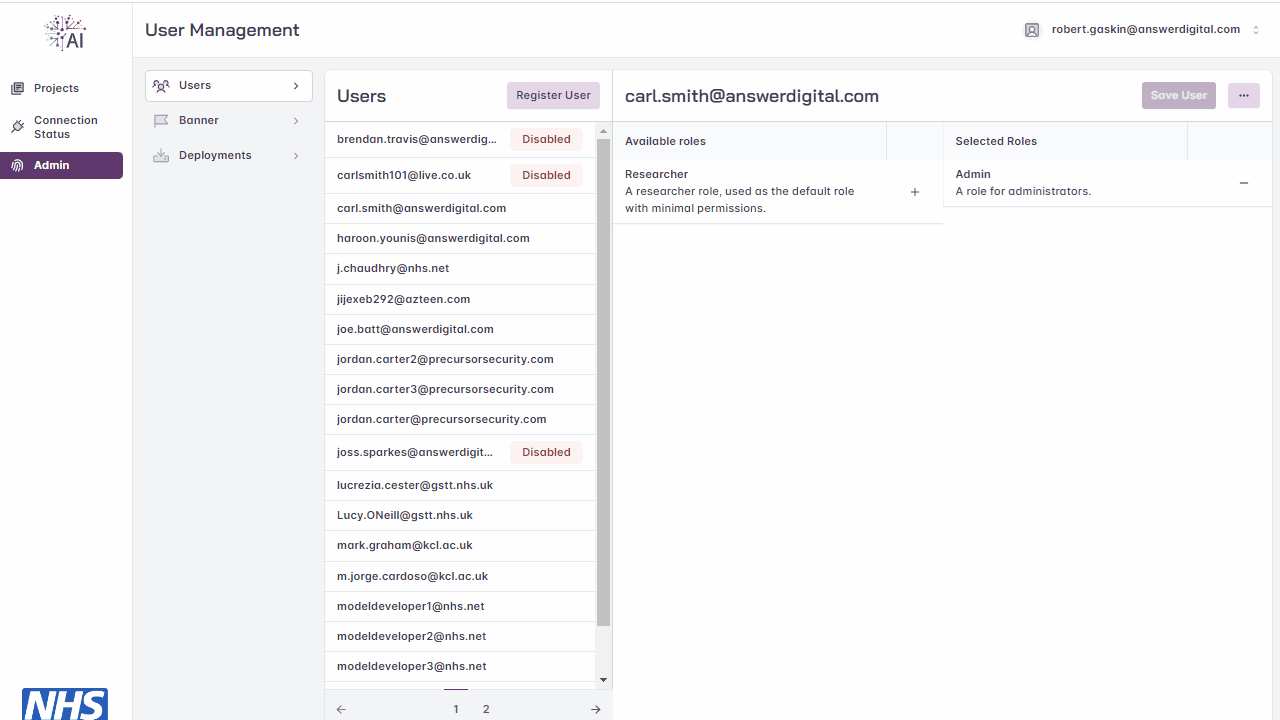 AI
User Management
robert.gaskin@answerdigital.com
Projects
Connection
Status
Admin
Users
Banner
Deployments
Users
Register User
brendan.travis@answerdig...
Disabled
carlsmith101@live.co.uk
Disabled
carl.smith@answerdigital.com
haroon.younis@answerdigital.com
j.chaudhry@nhs.net
jijexeb292@azteen.com
joe.batt@answerdigital.com
jordan.carter2@precursorsecurity.com
jordan.carter3@precursorsecurity.com
jordan.carter@precursorsecurity.com
joss.sparkes@answerdigit...
Disabled
lucrezia.cester@gstt.nhs.uk
Lucy.ONeill@gstt.nhs.uk
mark.graham@kcl.ac.uk
m.jorge.cardoso@kcl.ac.uk
modeldeveloper1@nhs.net
modeldeveloper2@nhs.net
modeldeveloper3@nhs.net
1
2
carl.smith@answerdigital.com
Save User
...
Available roles
Selected Roles
Researcher
A researcher role, used as the default role
with minimal permissions.
Admin
A role for administrators.
NHS